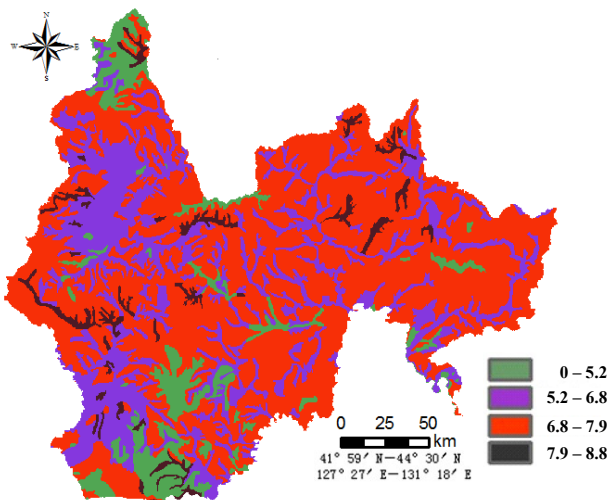 N
W E
S
0 – 5.2
5.2 – 6.8
6.8 – 7.9
7.9 – 8.8
0 25 50
km
41° 59′ N—44° 30′ N
127° 27′ E—131° 18′ E